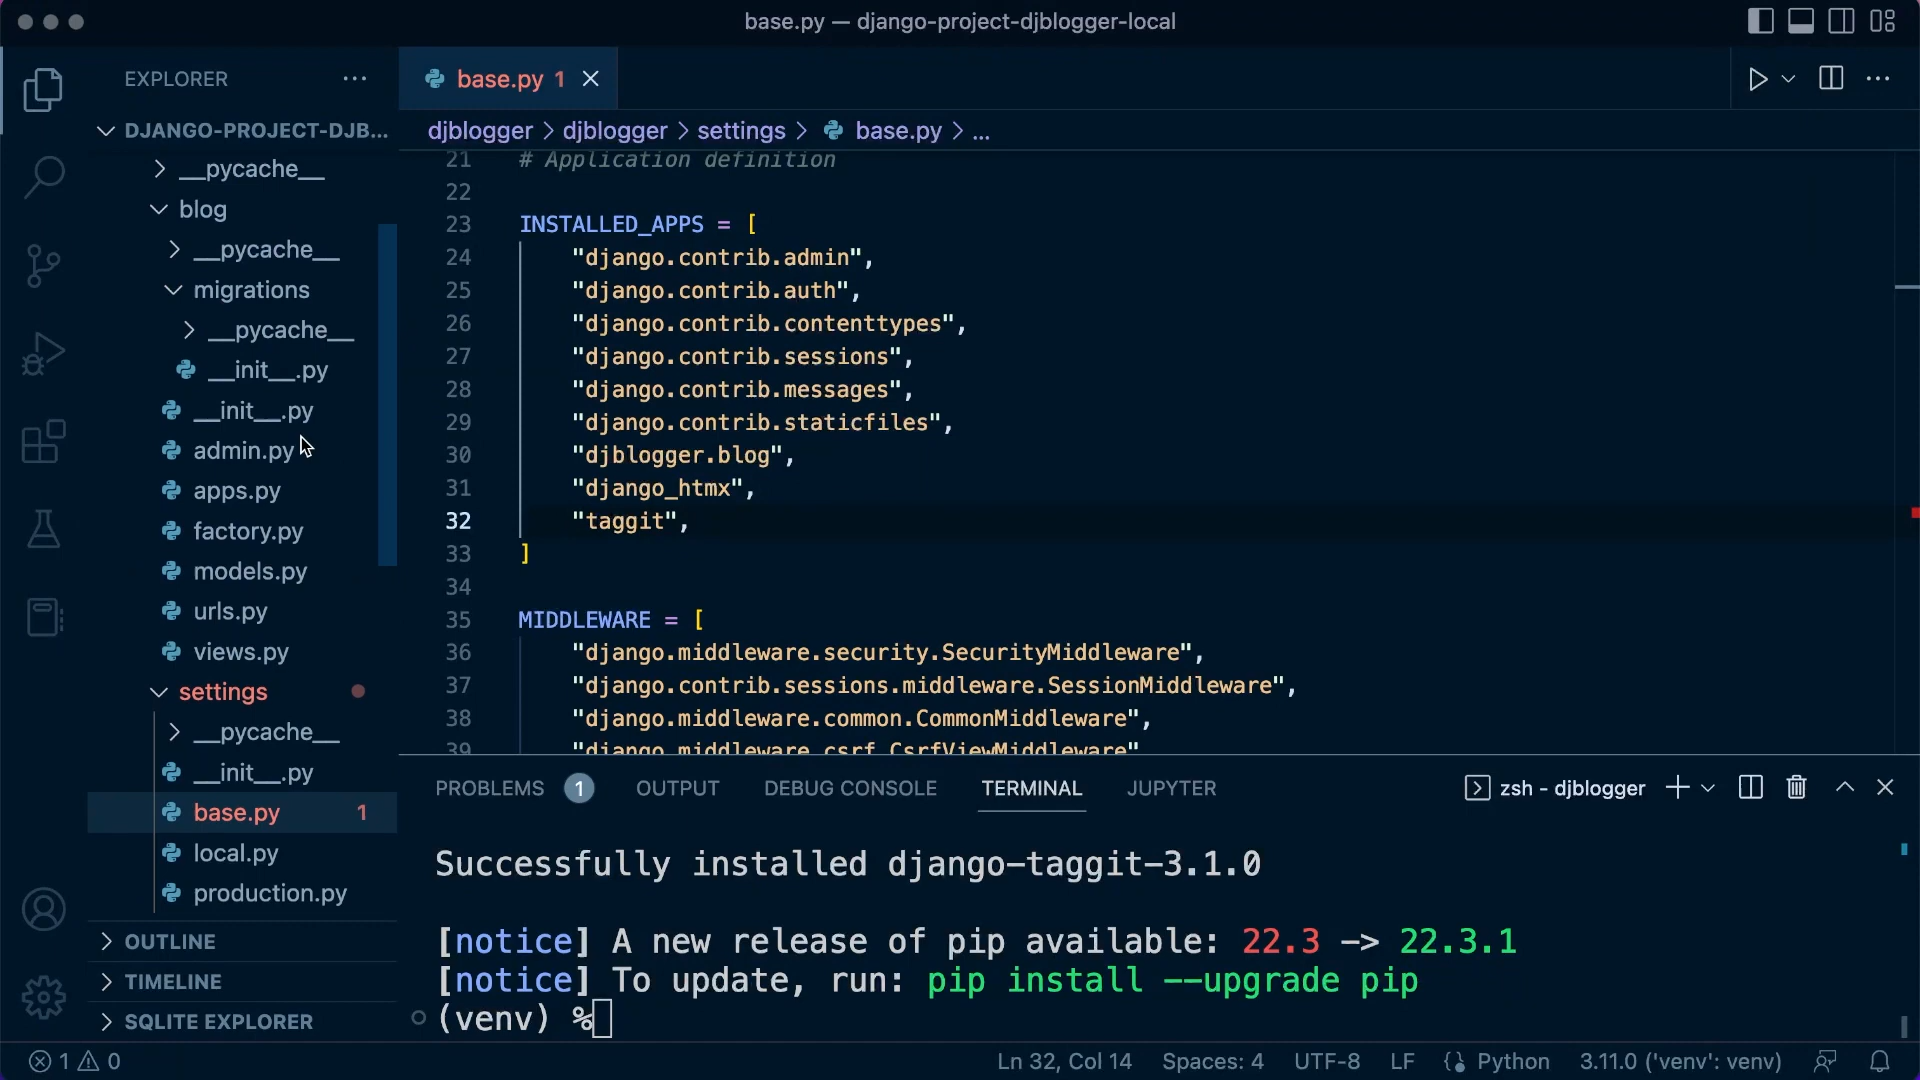 base.py — django-project-djblogger-local
EXPLORER
DJANGO-PROJECT-DJB...
__pycache__
blog
__pycache__
migrations
__pycache__
__init__.py
__init__.py
admin.py
apps.py
factory.py
models.py
urls.py
views.py
settings
__pycache__
__init__.py
base.py 1
local.py
production.py
OUTLINE
TIMELINE
SQLITE EXPLORER
base.py 1
djblogger > djblogger > settings > base.py > ...
21 # Application definition
22
23 INSTALLED_APPS = [
24 "django.contrib.admin",
25 "django.contrib.auth",
26 "django.contrib.contenttypes",
27 "django.contrib.sessions",
28 "django.contrib.messages",
29 "django.contrib.staticfiles",
30 "djblogger.blog",
31 "django_htmx",
32 "taggit",
33 ]
34
35 MIDDLEWARE = [
36 "django.middleware.security.SecurityMiddleware",
37 "django.contrib.sessions.middleware.SessionMiddleware",
38 "django.middleware.common.CommonMiddleware",
39 "django.middleware.csrf.CsrfViewMiddleware"
PROBLEMS 1 OUTPUT DEBUG CONSOLE TERMINAL JUPYTER zsh - djblogger
Successfully installed django-taggit-3.1.0
[notice] A new release of pip available: 22.3 -> 22.3.1
[notice] To update, run: pip install --upgrade pip
(venv) %
1 0 Ln 32, Col 14 Spaces: 4 UTF-8 LF Python 3.11.0 ('venv': venv)